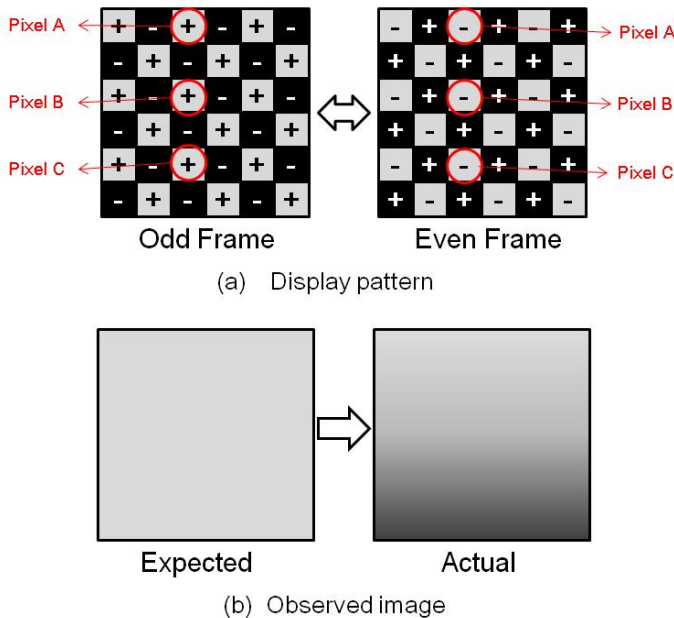 Pixel A + - + - + - - + - + - + Pixel A
- + - + - + + - + - + -
Pixel B + - + - + - - + - + - + Pixel B
- + - + - + + - + - + -
Pixel C + - + - + - - + - + - + Pixel C
- + - + - + + - + - + -
Odd Frame Even Frame
(a) Display pattern
Expected Actual
(b) Observed image